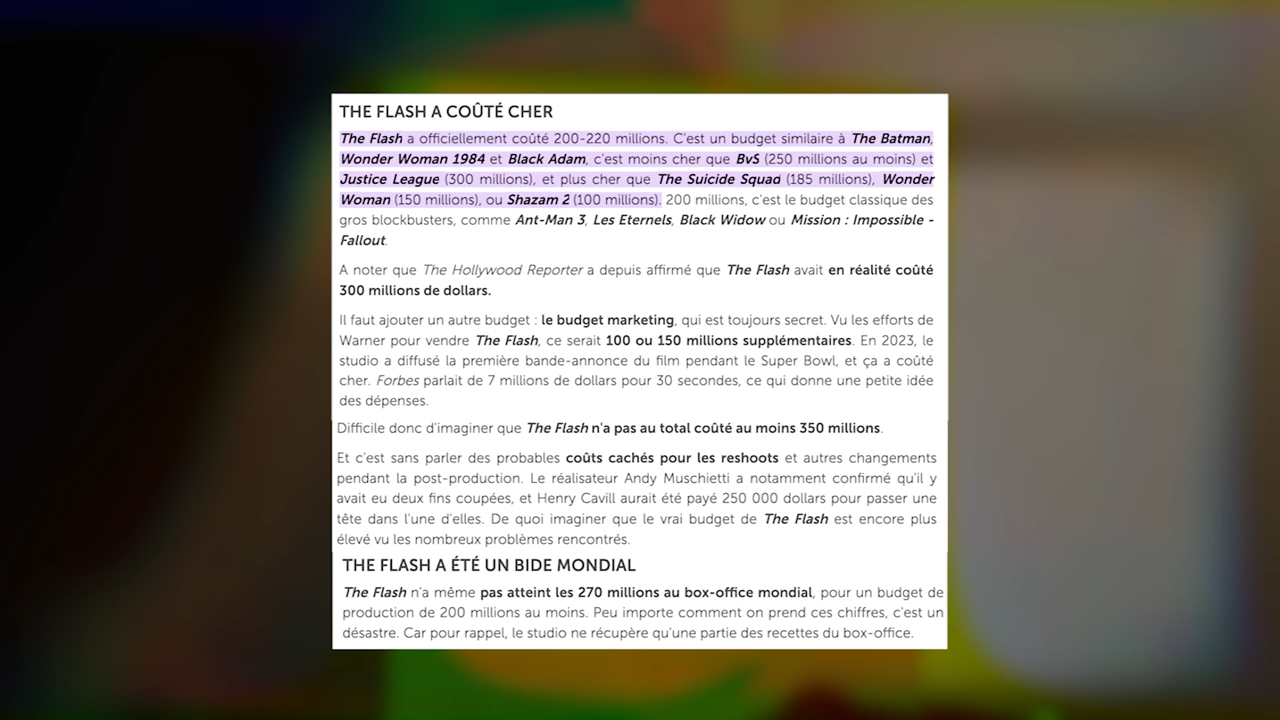 THE FLASH A COÛTÉ CHER
The Flash a officiellement coûté 200-220 millions. C'est un budget similaire à The Batman,
Wonder Woman 1984 et Black Adam, c'est moins cher que BvS (250 millions au moins) et
Justice League (300 millions), et plus cher que The Suicide Squad (185 millions), Wonder
Woman (150 millions), ou Shazam 2 (100 millions). 200 millions, c'est le budget classique des
gros blockbusters, comme Ant-Man 3, Les Eternels, Black Widow ou Mission : Impossible -
Fallout.
A noter que The Hollywood Reporter a depuis affirmé que The Flash avait en réalité coûté
300 millions de dollars.
Il faut ajouter un autre budget : le budget marketing, qui est toujours secret. Vu les efforts de
Warner pour vendre The Flash, ce serait 100 ou 150 millions supplémentaires. En 2023, le
studio a diffusé la première bande-annonce du film pendant le Super Bowl, et ça a coûté
cher. Forbes parlait de 7 millions de dollars pour 30 secondes, ce qui donne une petite idée
des dépenses.
Difficile donc d'imaginer que The Flash n'a pas au total coûté au moins 350 millions.
Et c'est sans parler des probables coûts cachés pour les reshoots et autres changements
pendant la post-production. Le réalisateur Andy Muschietti a notamment confirmé qu'il y
avait eu deux fins coupées, et Henry Cavill aurait été payé 250 000 dollars pour passer une
tête dans l'une d'elles. De quoi imaginer que le vrai budget de The Flash est encore plus
élevé vu les nombreux problèmes rencontrés.
THE FLASH A ÉTÉ UN BIDE MONDIAL
The Flash n'a même pas atteint les 270 millions au box-office mondial, pour un budget de
production de 200 millions au moins. Peu importe comment on prend ces chiffres, c'est un
désastre. Car pour rappel, le studio ne récupère qu'une partie des recettes du box-office.